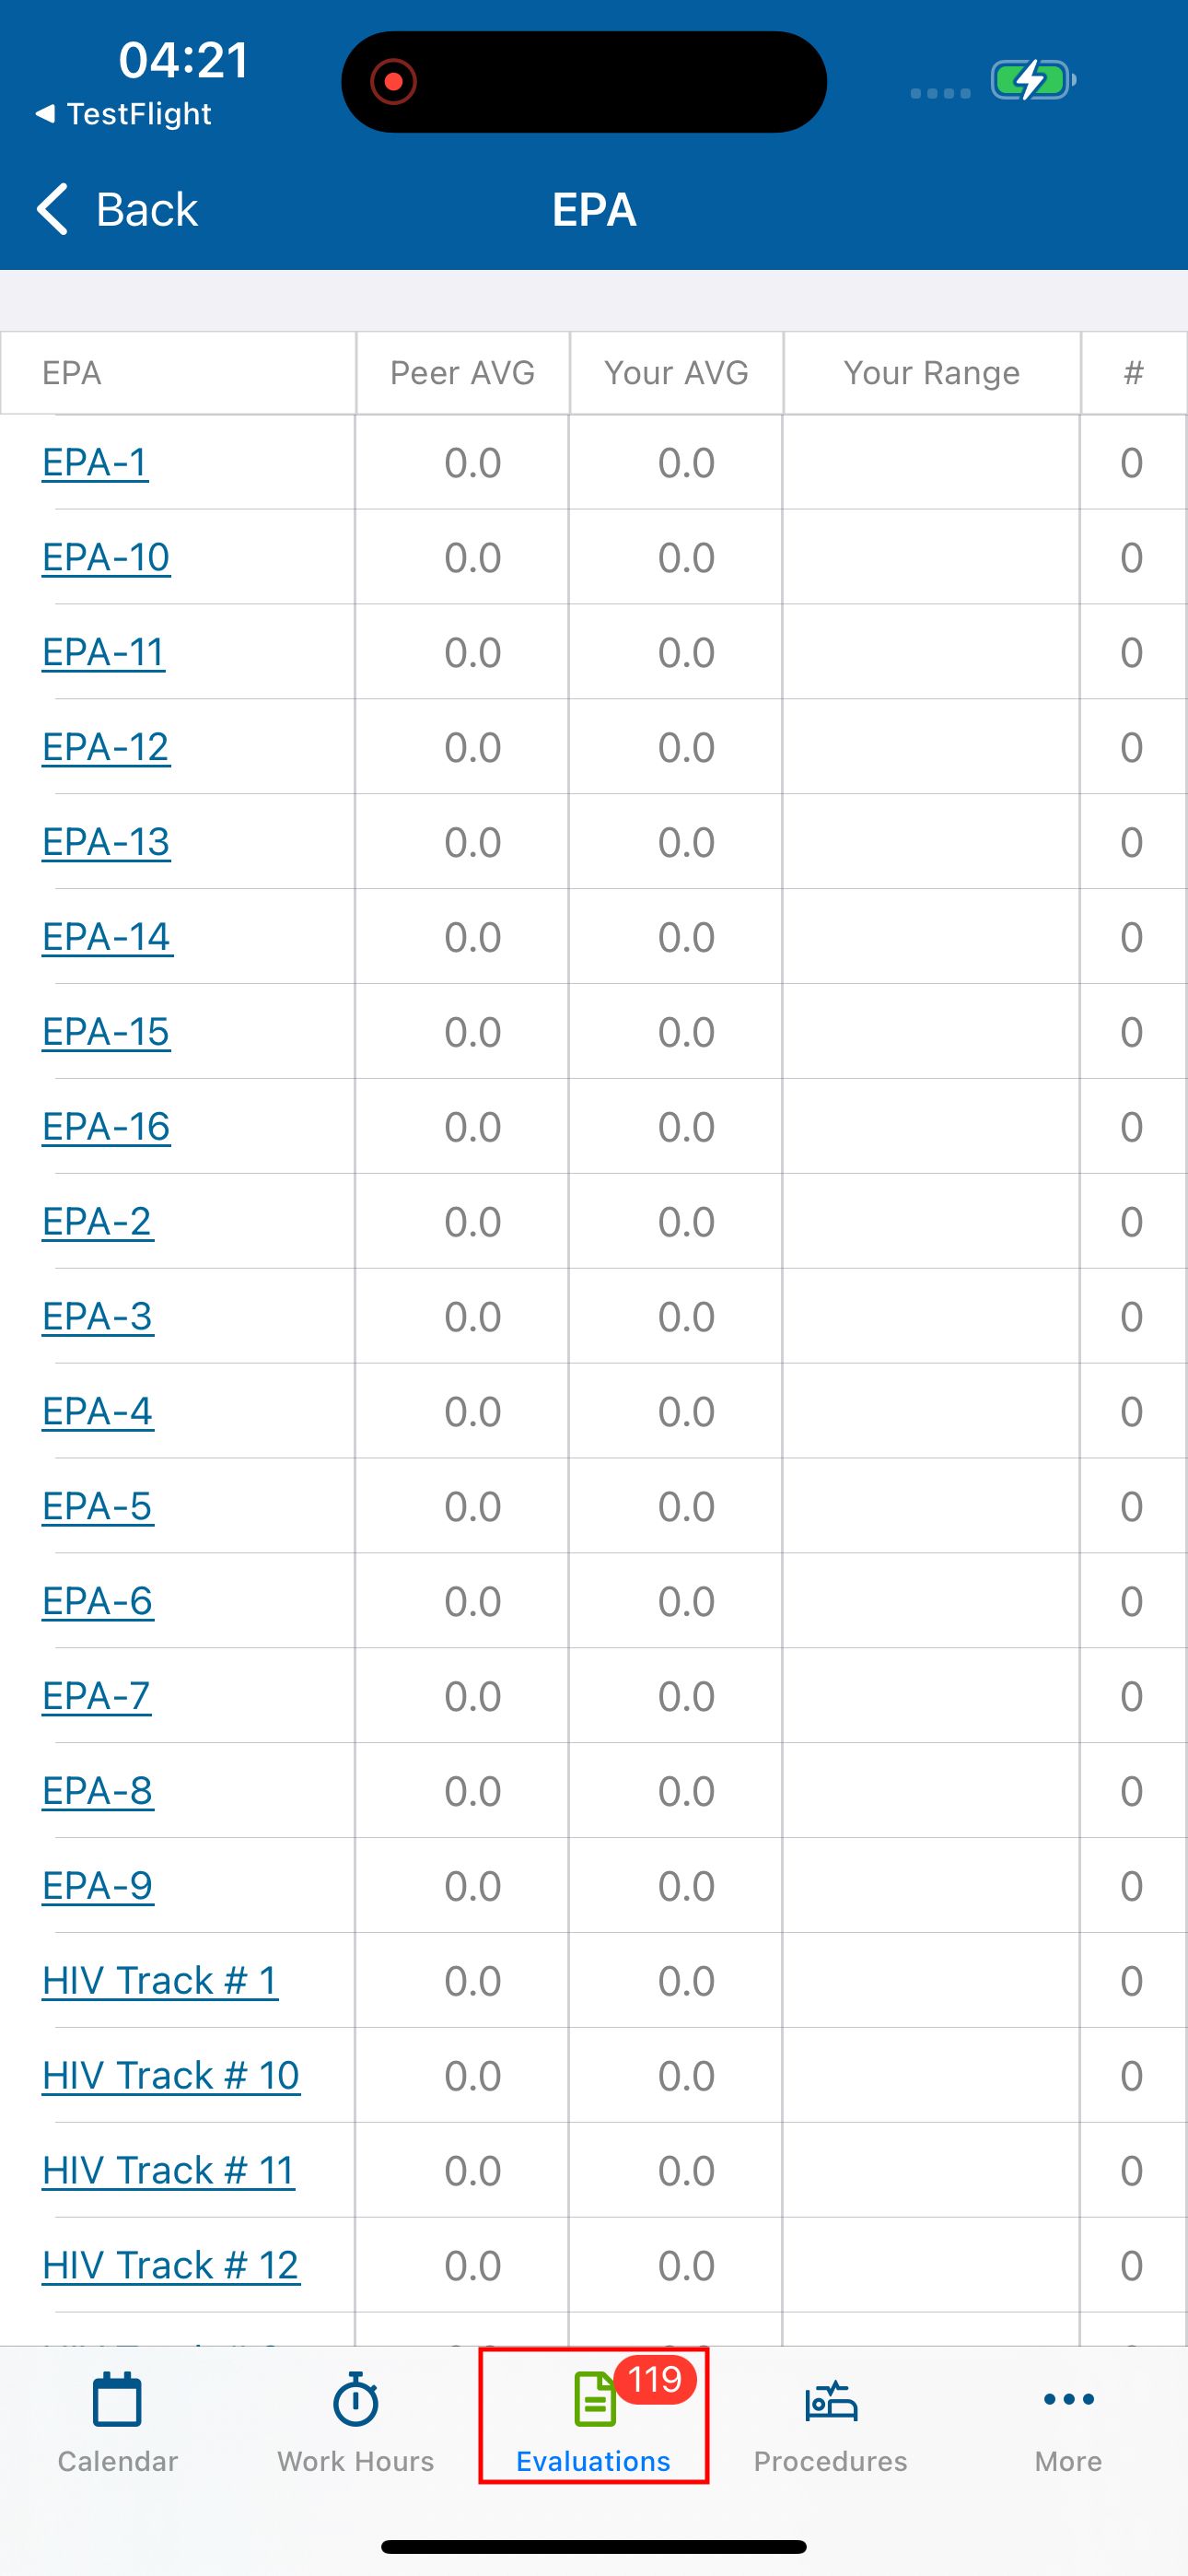 04:21
TestFlight
Back
EPA
EPA Peer AVG Your AVG Your Range #
EPA-1 0.0 0.0 0
EPA-10 0.0 0.0 0
EPA-11 0.0 0.0 0
EPA-12 0.0 0.0 0
EPA-13 0.0 0.0 0
EPA-14 0.0 0.0 0
EPA-15 0.0 0.0 0
EPA-16 0.0 0.0 0
EPA-2 0.0 0.0 0
EPA-3 0.0 0.0 0
EPA-4 0.0 0.0 0
EPA-5 0.0 0.0 0
EPA-6 0.0 0.0 0
EPA-7 0.0 0.0 0
EPA-8 0.0 0.0 0
EPA-9 0.0 0.0 0
HIV Track # 1 0.0 0.0 0
HIV Track # 10 0.0 0.0 0
HIV Track # 11 0.0 0.0 0
HIV Track # 12 0.0 0.0 0
119
Calendar Work Hours Evaluations Procedures More